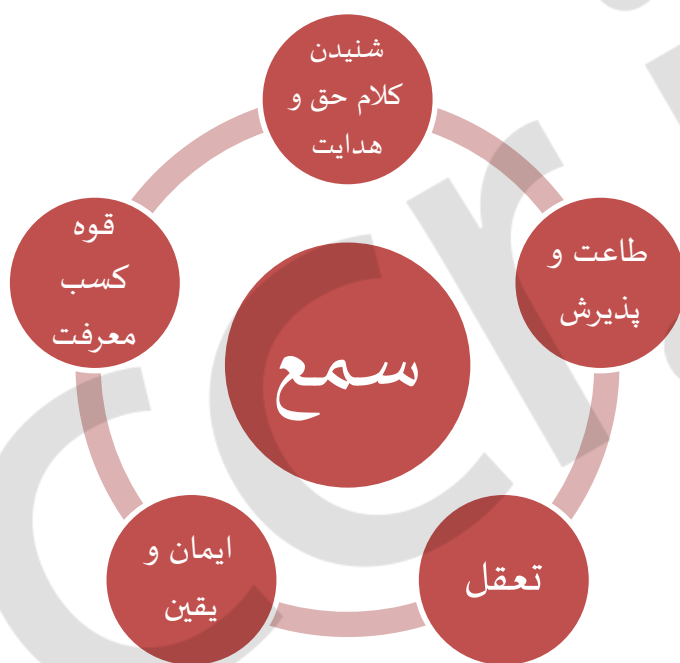 شنیدن
کلام حق و
هدایت
طاعت و
پذیرش
تعقل
ایمان و
یقین
قوه
کسب
معرفت
سمع